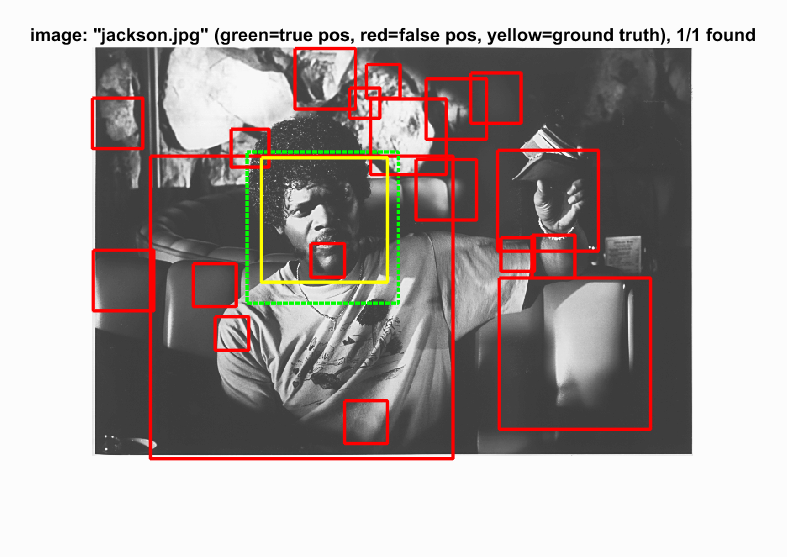 image: "jackson.jpg" (green=true pos, red=false pos, yellow=ground truth), 1/1 found